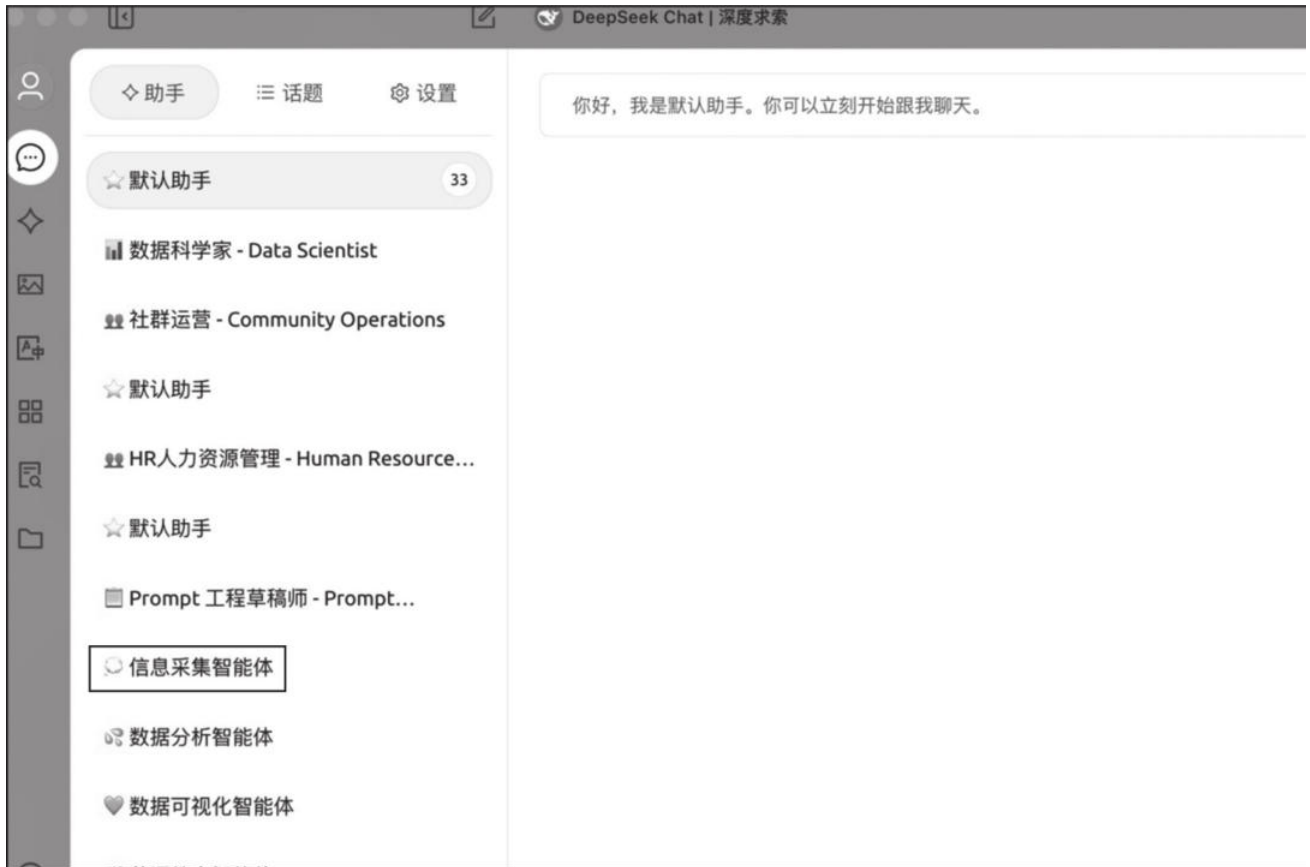 DeepSeek Chat | 深度求索
助手 话题 设置
你好，我是默认助手。你可以立刻开始跟我聊天。
默认助手 33
数据科学家 - Data Scientist
社群运营 - Community Operations
默认助手
HR人力资源管理 - Human Resource...
默认助手
Prompt 工程草稿师 - Prompt...
信息采集智能体
数据分析智能体
数据可视化智能体